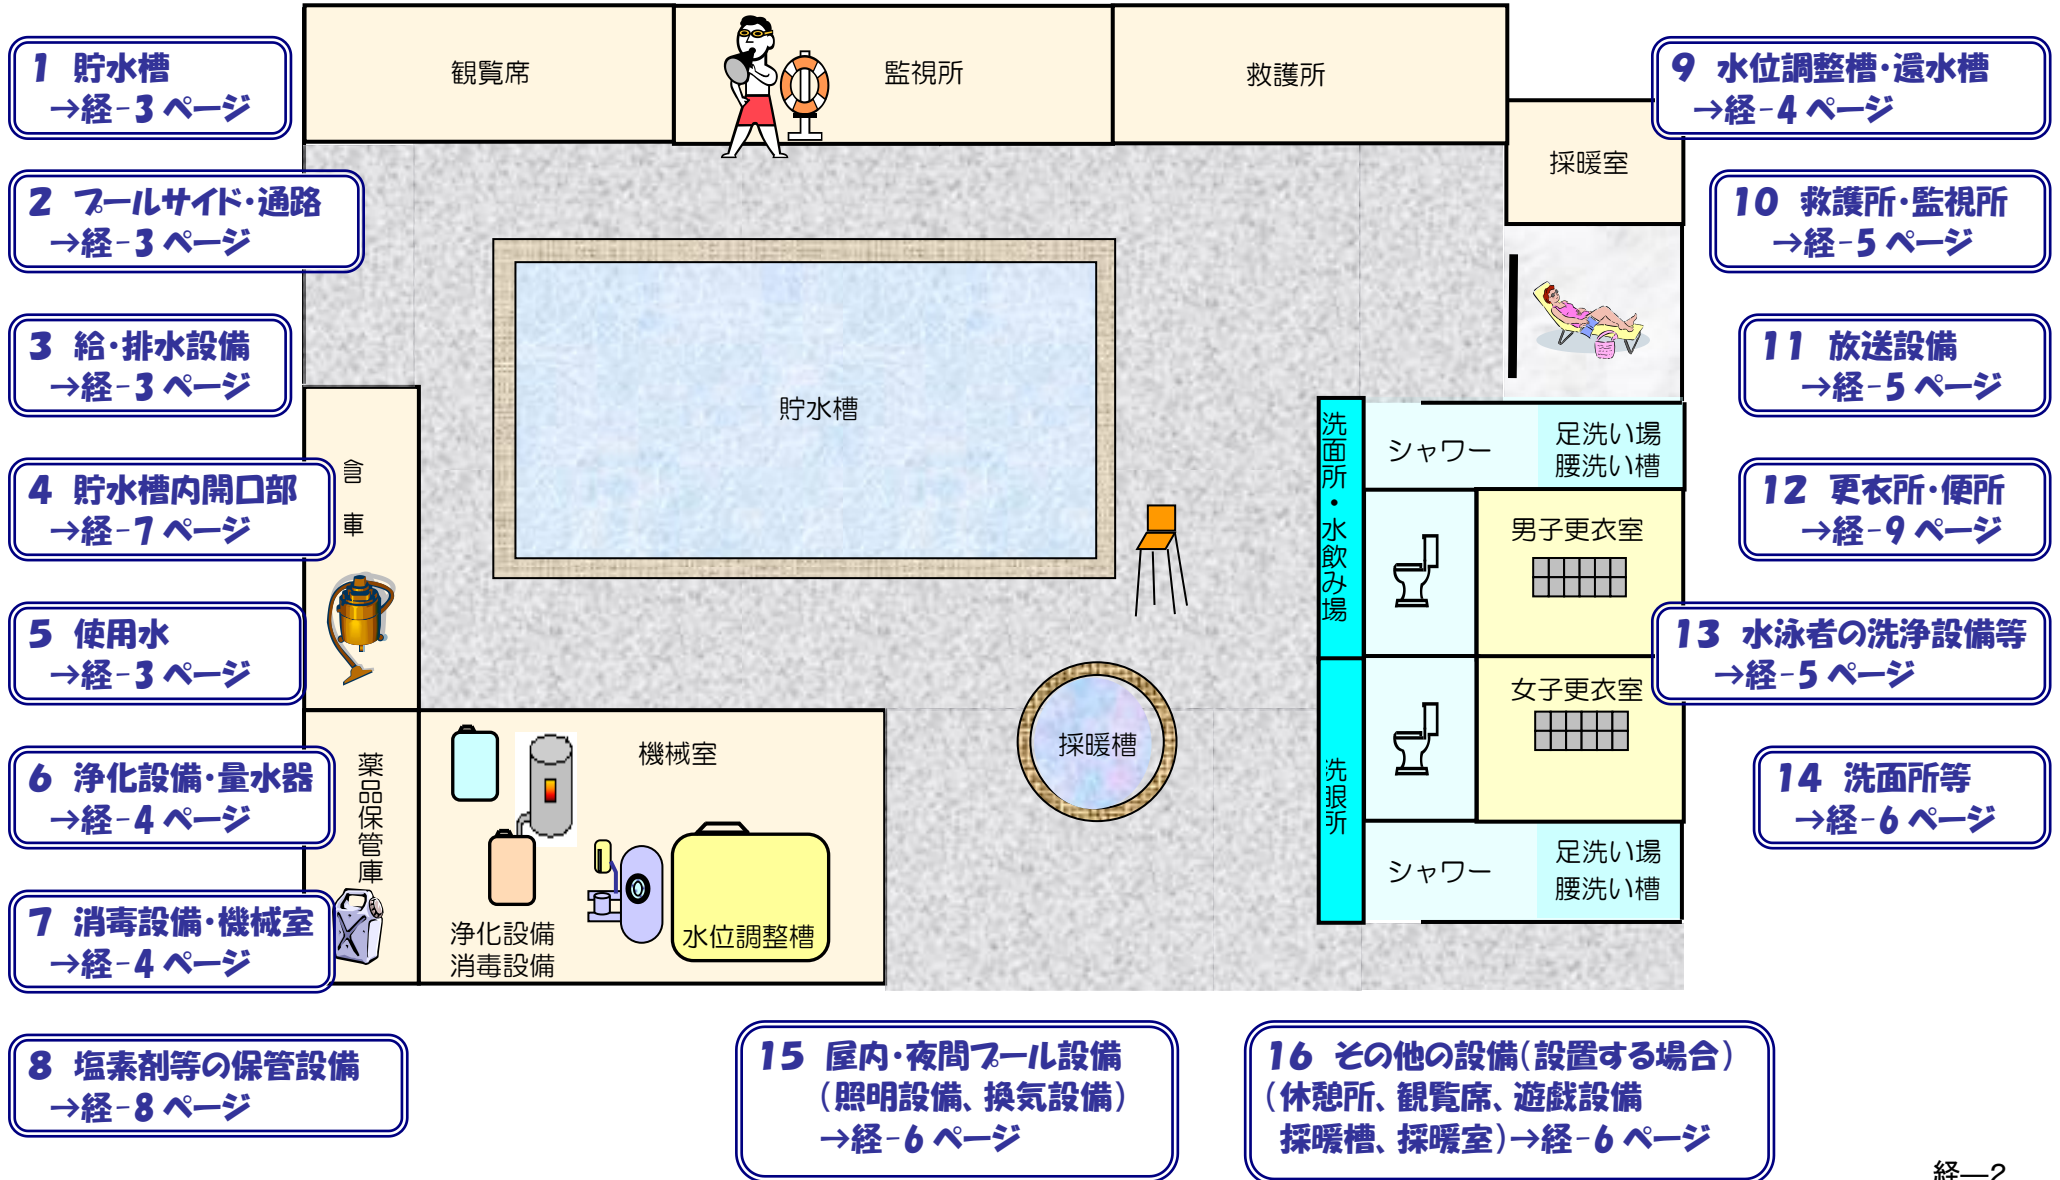 1 貯水槽
→経-3 ページ
2 プールサイド・通路
→経-3 ページ
3 給・排水設備
→経-3 ページ
4 貯水槽内開口部
→経-7 ページ
5 使用水
→経-3 ページ
6 浄化設備・量水器
→経-4 ページ
7 消毒設備・機械室
→経-4 ページ
8 塩素剤等の保管設備
→経-8 ページ
観覧席
監視所
救護所
採暖室
貯水槽
倉
庫
洗面所・水飲み場
シャワー
足洗い場
腰洗い槽
男子更衣室
女子更衣室
洗眼所
シャワー
足洗い場
腰洗い槽
採暖槽
薬品保管庫
機械室
浄化設備
消毒設備
水位調整槽
9 水位調整槽・還水槽
→経-4 ページ
10 救護所・監視所
→経-5 ページ
11 放送設備
→経-5 ページ
12 更衣所・便所
→経-9 ページ
13 水泳者の洗浄設備等
→経-5 ページ
14 洗面所等
→経-6 ページ
15 屋内・夜間プール設備
(照明設備、換気設備)
→経-6 ページ
16 その他の設備(設置する場合)
(休憩所、観覧席、遊戯設備
採暖槽、採暖室)→経-6 ページ
経―2